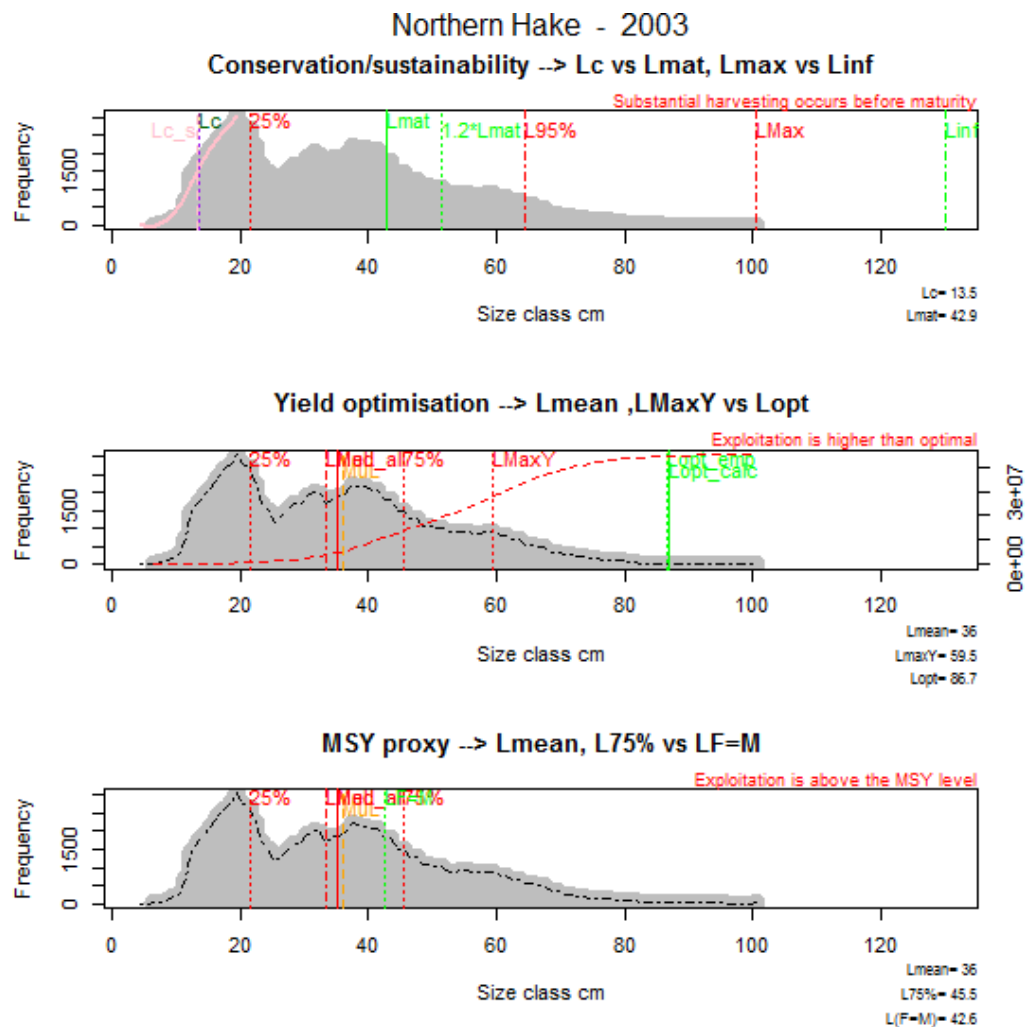 Northern Hake - 2003
Conservation/sustainability --> Lc vs Lmat, Lmax vs Linf
Substantial harvesting occurs before maturity
Lc_s Lc 25% Lmat 1.2*Lmat L95% LMax Linf
Frequency
0 1500
0 20 40 60 80 100 120
Size class cm
Lc= 13.5
Lmat= 42.9
Yield optimisation --> Lmean ,LMaxY vs Lopt
Exploitation is higher than optimal
25% 75% LMaxY Lopt_emp
Lopt_calc
Frequency
0 1500
0e+00 3e+07
0 20 40 60 80 100 120
Size class cm
Lmean= 36
LmaxY= 59.5
Lopt= 86.7
MSY proxy --> Lmean, L75% vs LF=M
Exploitation is above the MSY level
25% 75%
Frequency
0 1500
0 20 40 60 80 100 120
Size class cm
Lmean= 36
L75%= 45.5
L(F=M)= 42.6